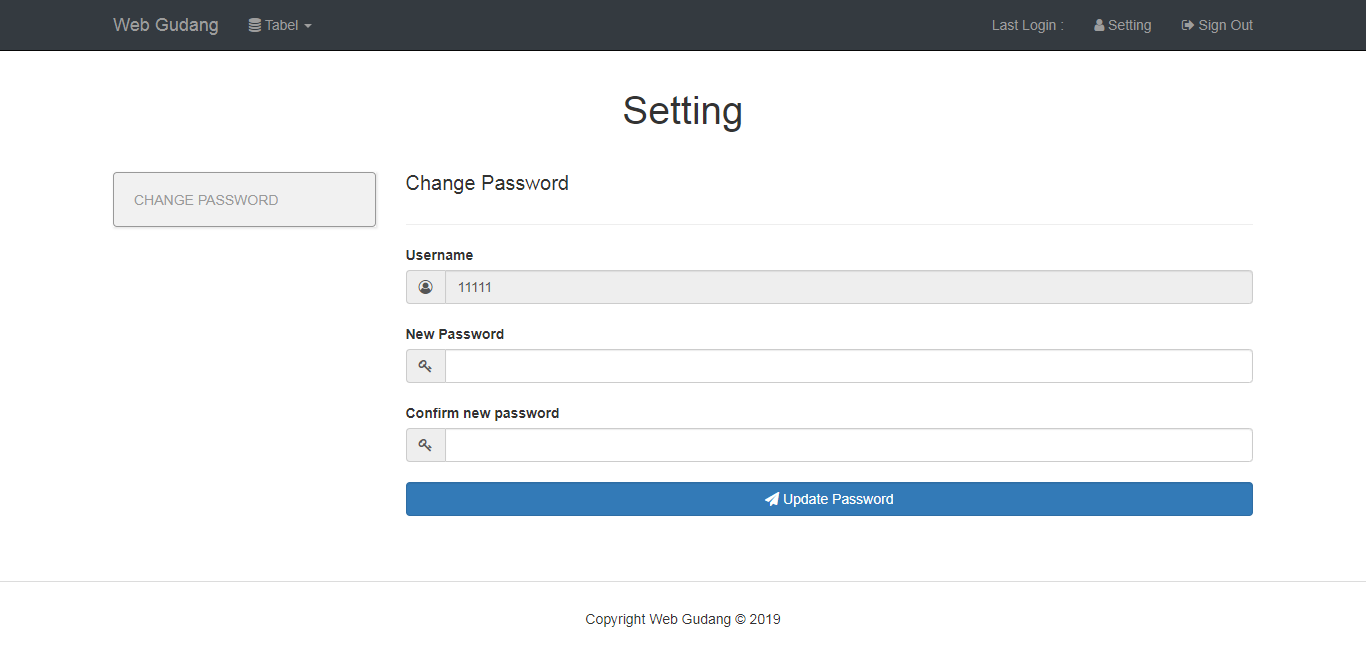 Web Gudang Tabel Last Login : Setting Sign Out
Setting
CHANGE PASSWORD
Change Password
Username
11111
New Password
Confirm new password
Update Password
Copyright Web Gudang © 2019